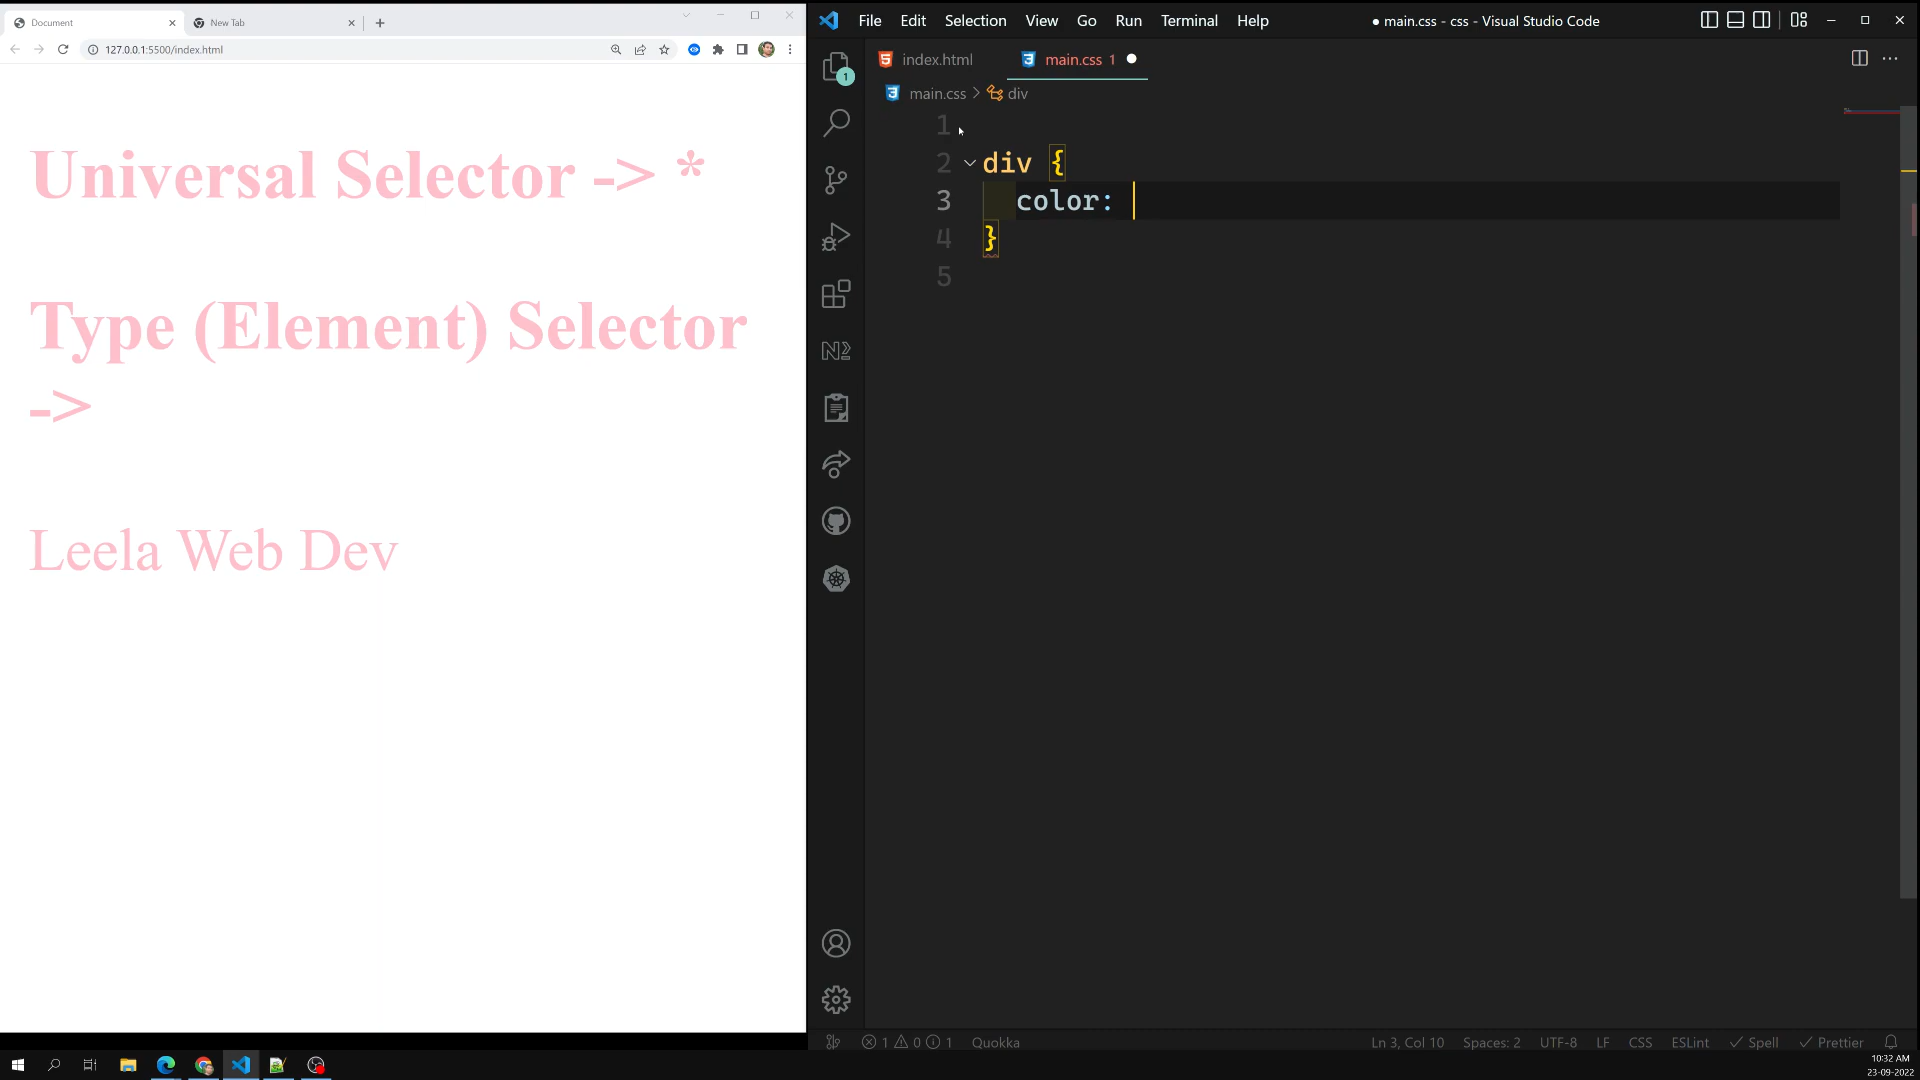 Document
New Tab
127.0.0.1:5500/index.html
Universal Selector -> *
Type (Element) Selector
->
Leela Web Dev
File Edit Selection View Go Run Terminal Help
● main.css - css - Visual Studio Code
index.html
main.css 1
main.css > div
1
1
2 div {
3 color:
4 }
5
1 0 1 Quokka
Ln 3, Col 10 Spaces: 2 UTF-8 LF CSS ESLint Spell Prettier
10:32 AM
23-09-2022